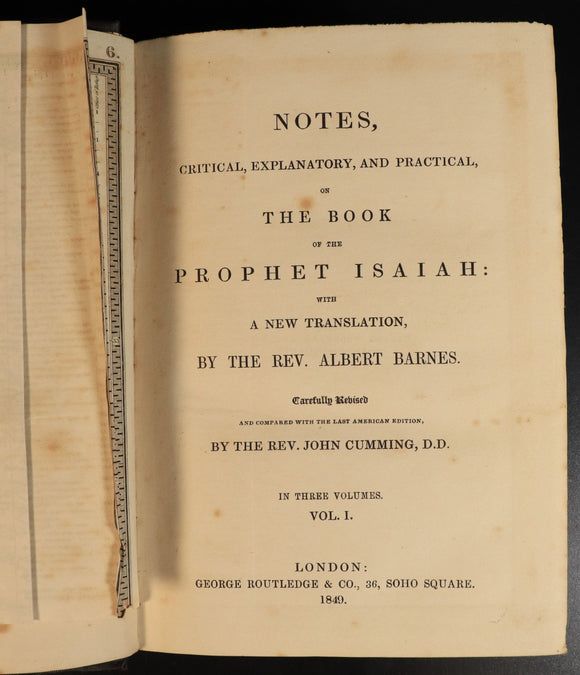 6.
NOTES,
CRITICAL, EXPLANATORY, AND PRACTICAL,
ON
THE BOOK
OF THE
PROPHET ISAIAH:
WITH
A NEW TRANSLATION,
BY THE REV. ALBERT BARNES.
Carefully Revised
AND COMPARED WITH THE LAST AMERICAN EDITION,
BY THE REV. JOHN CUMMING, D.D.
IN THREE VOLUMES.
VOL. I.
LONDON:
GEORGE ROUTLEDGE & CO., 36, SOHO SQUARE.
1849.